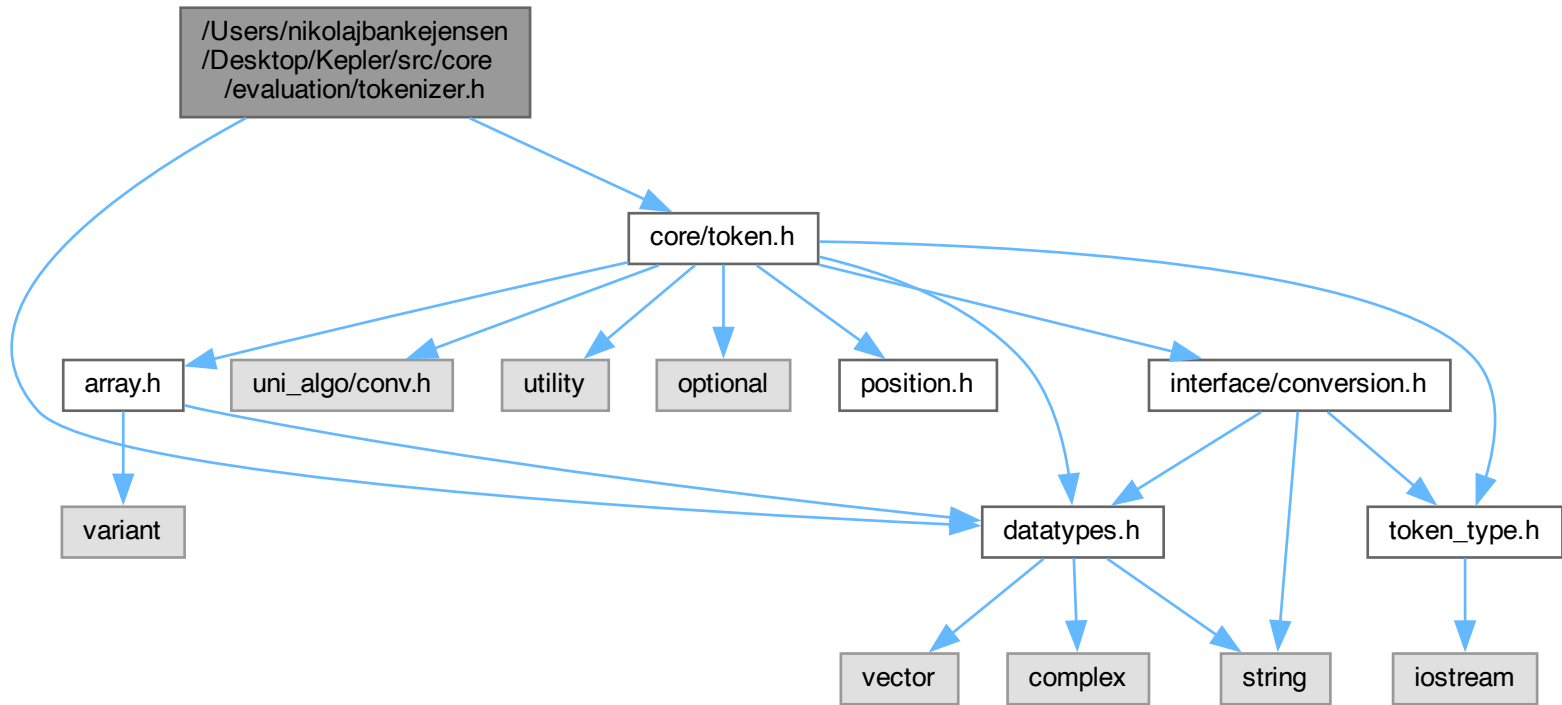 /Users/nikolajbankejensen
/Desktop/Kepler/src/core
/evaluation/tokenizer.h
core/token.h
array.h
uni_algo/conv.h
utility
optional
position.h
interface/conversion.h
variant
datatypes.h
token_type.h
vector
complex
string
iostream